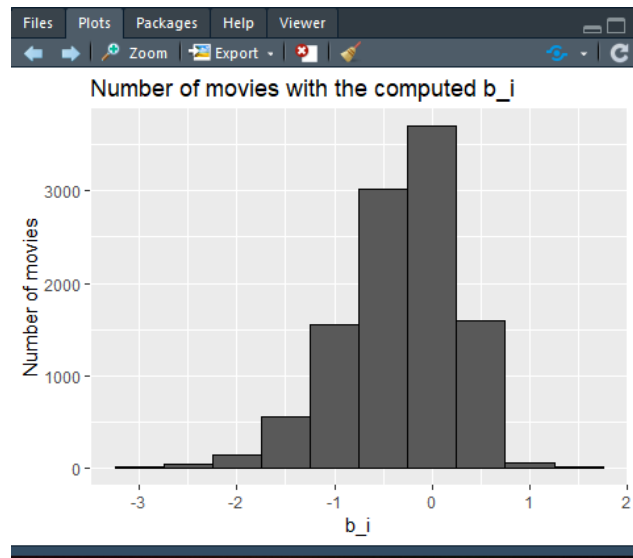 Files Plots Packages Help Viewer
Zoom Export
Number of movies with the computed b_i
Number of movies
3000
2000
1000
0
-3 -2 -1 0 1 2
b_i